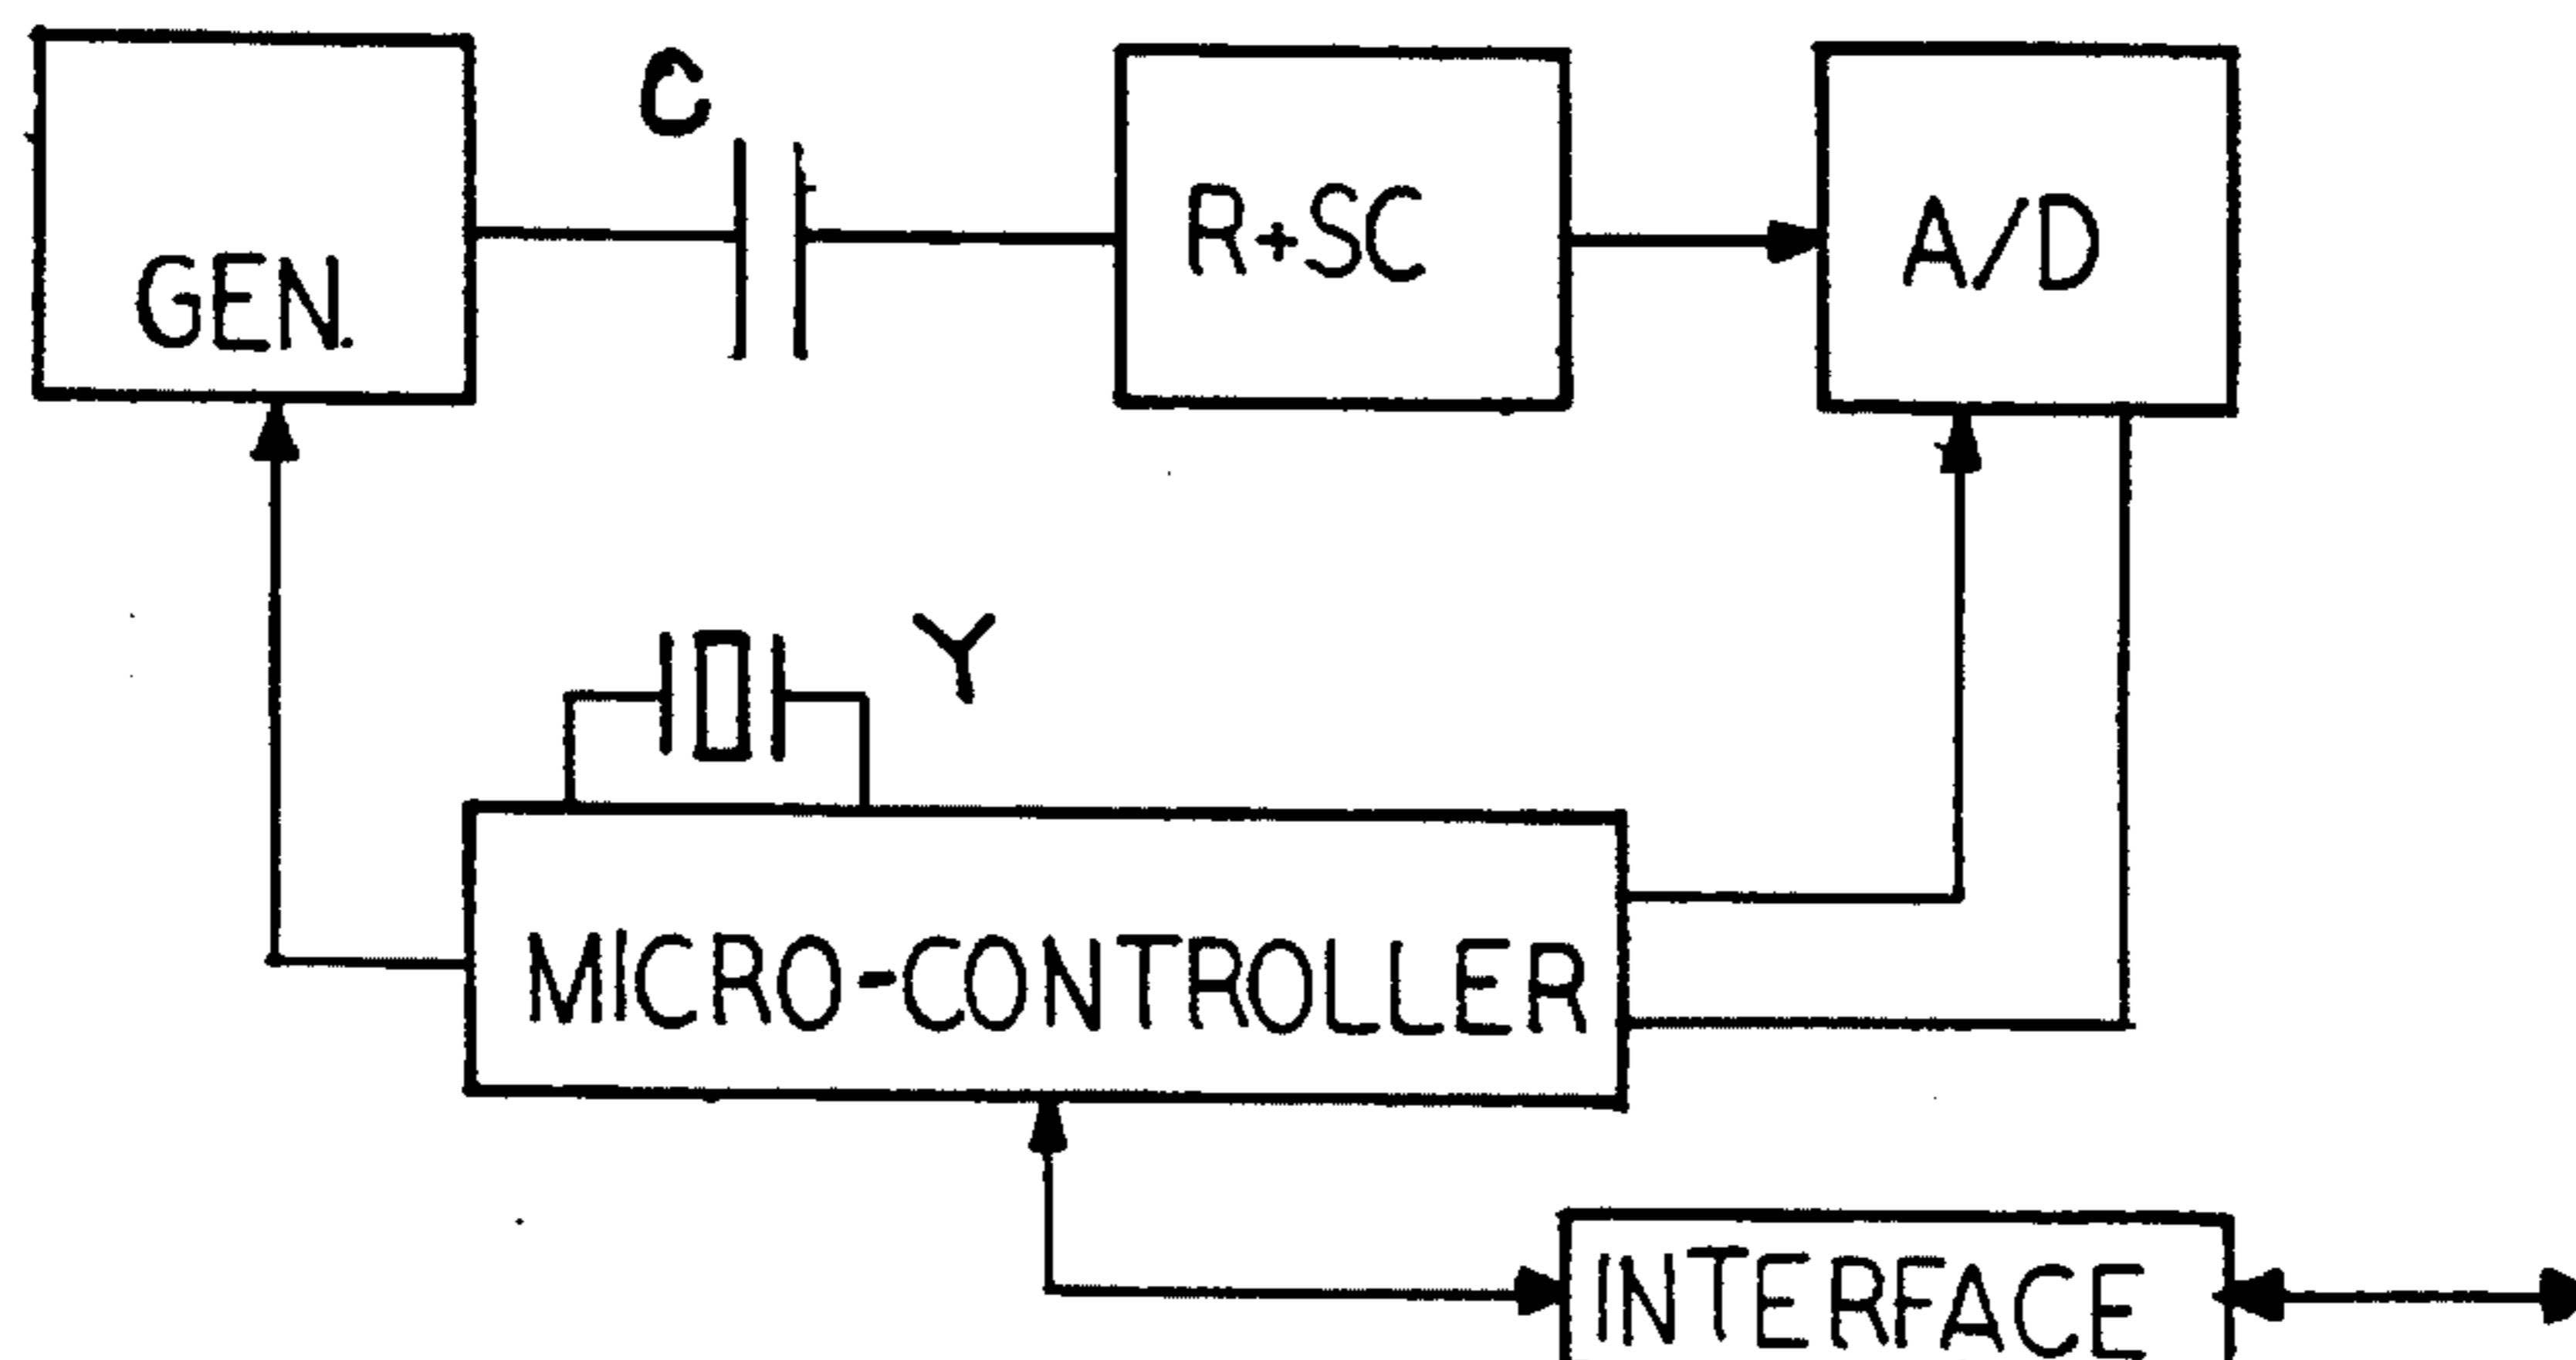 C
GEN.
R+SC
A/D
Y
MICRO-CONTROLLER
INTERFACE